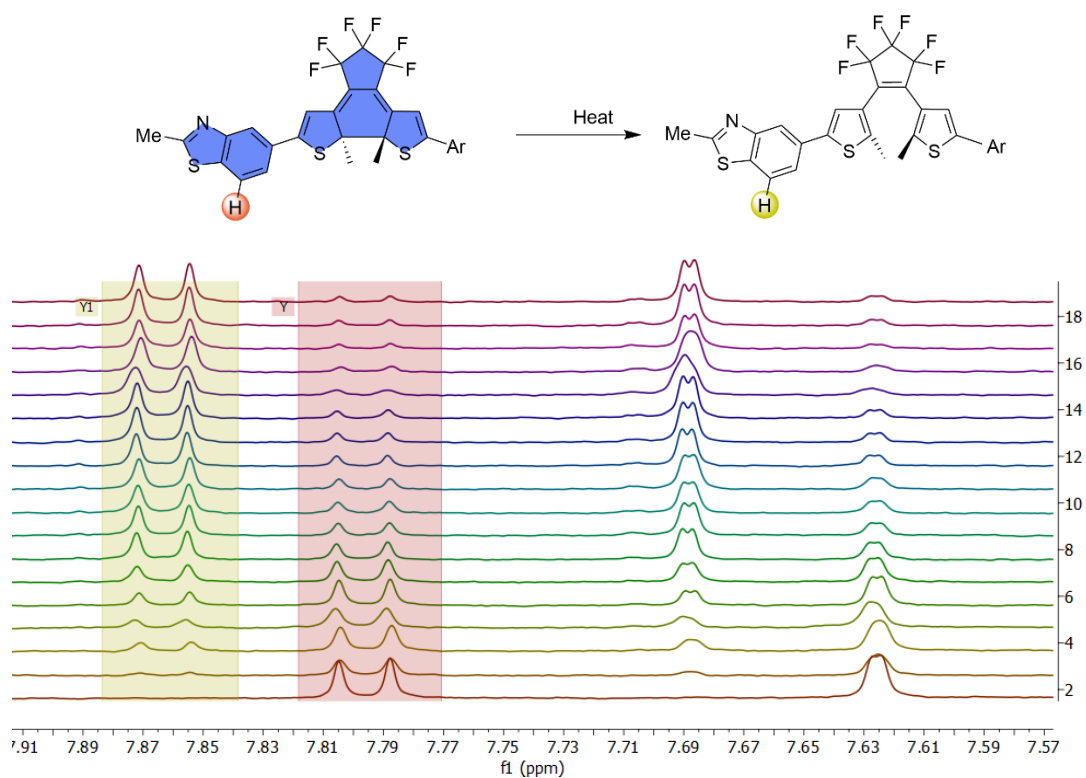 F F
F F
F F
F F
F F
F F
Heat
N
Me
S
S
S
Ar
H
N
Me
S
S
S
Ar
H
Y1
Y
18
16
14
12
10
8
6
4
2
7.91 7.89 7.87 7.85 7.83 7.81 7.79 7.77 7.75 7.73 7.71 7.69 7.67 7.65 7.63 7.61 7.59 7.57
f1 (ppm)